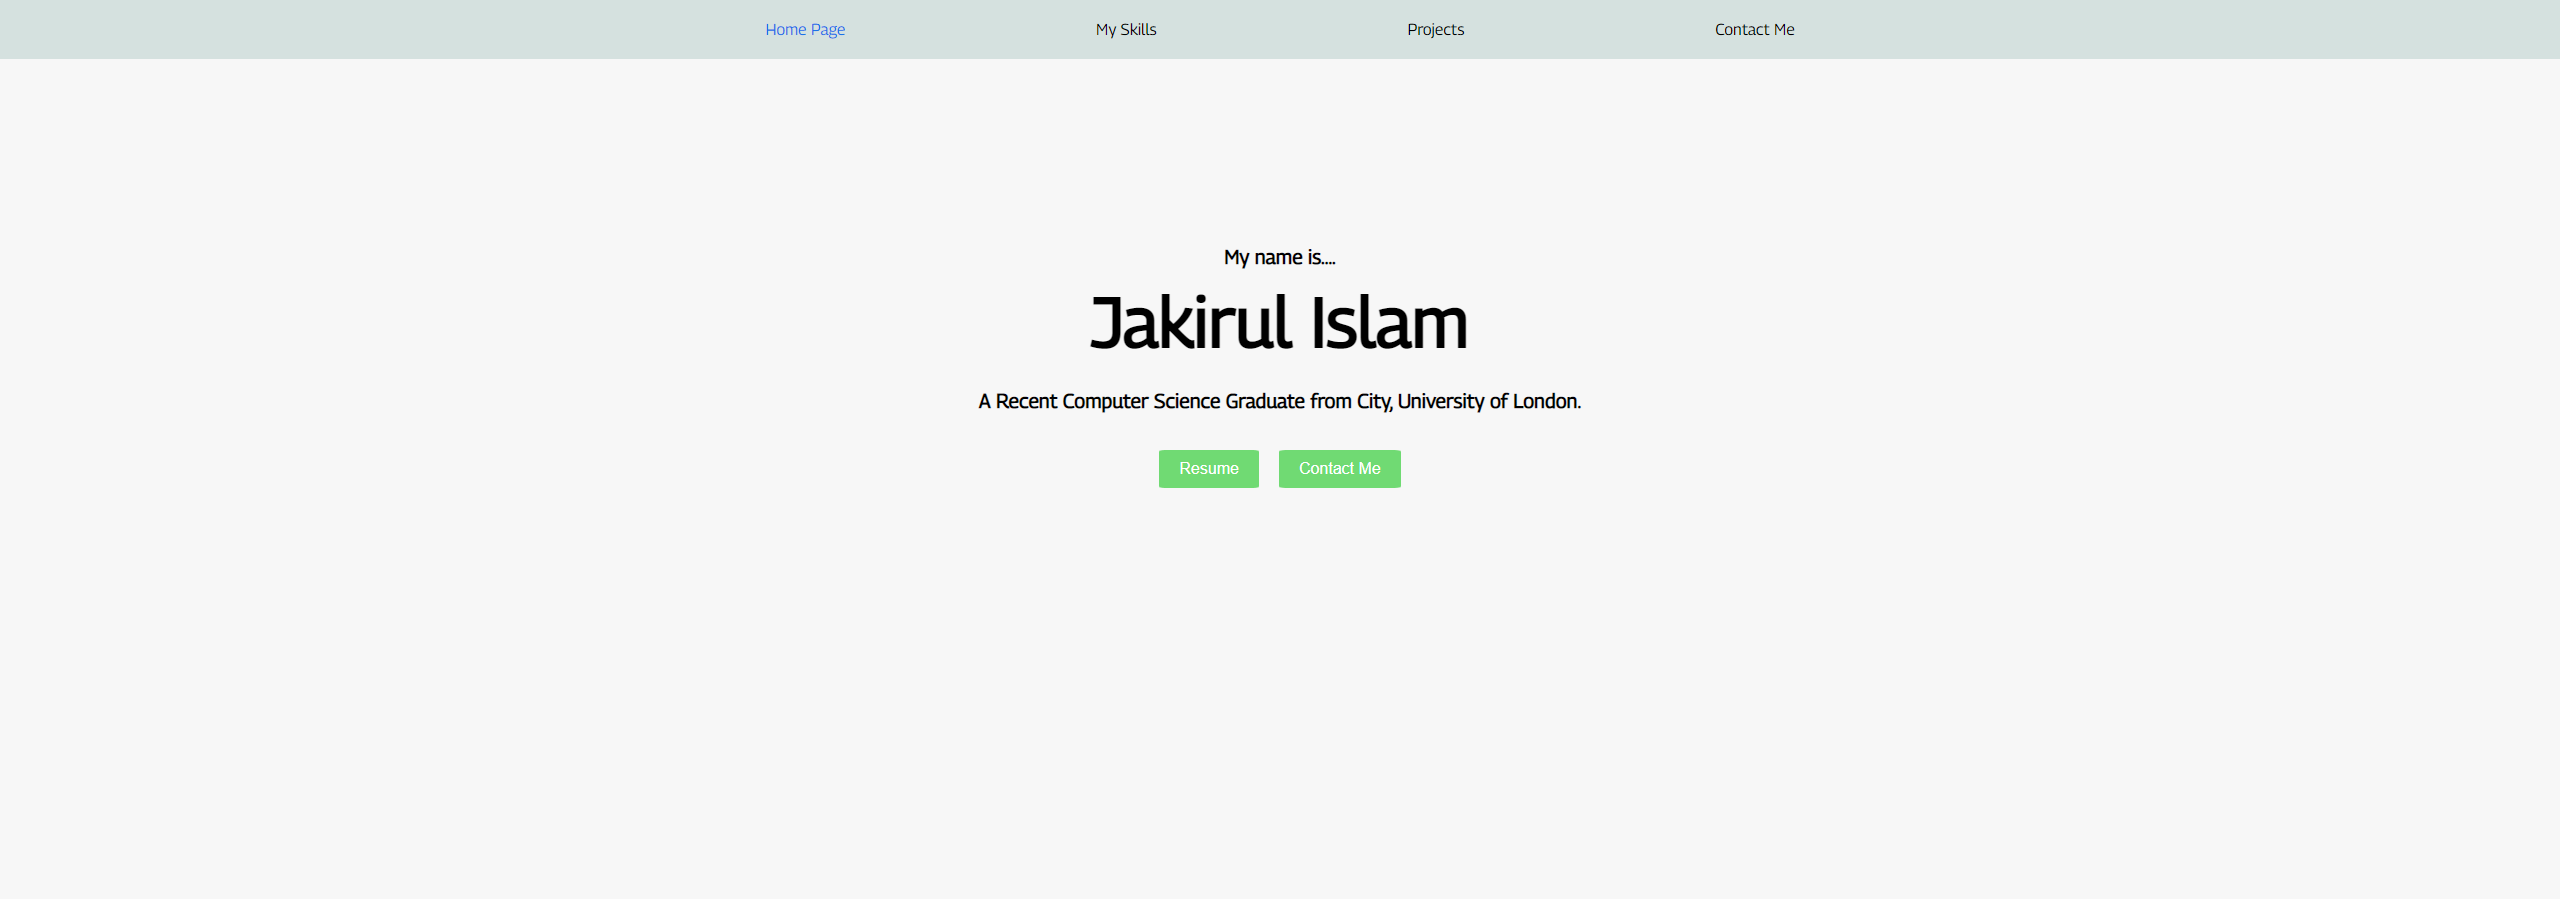 Home Page My Skills Projects Contact Me
My name is....
Jakirul Islam
A Recent Computer Science Graduate from City, University of London.
Resume Contact Me